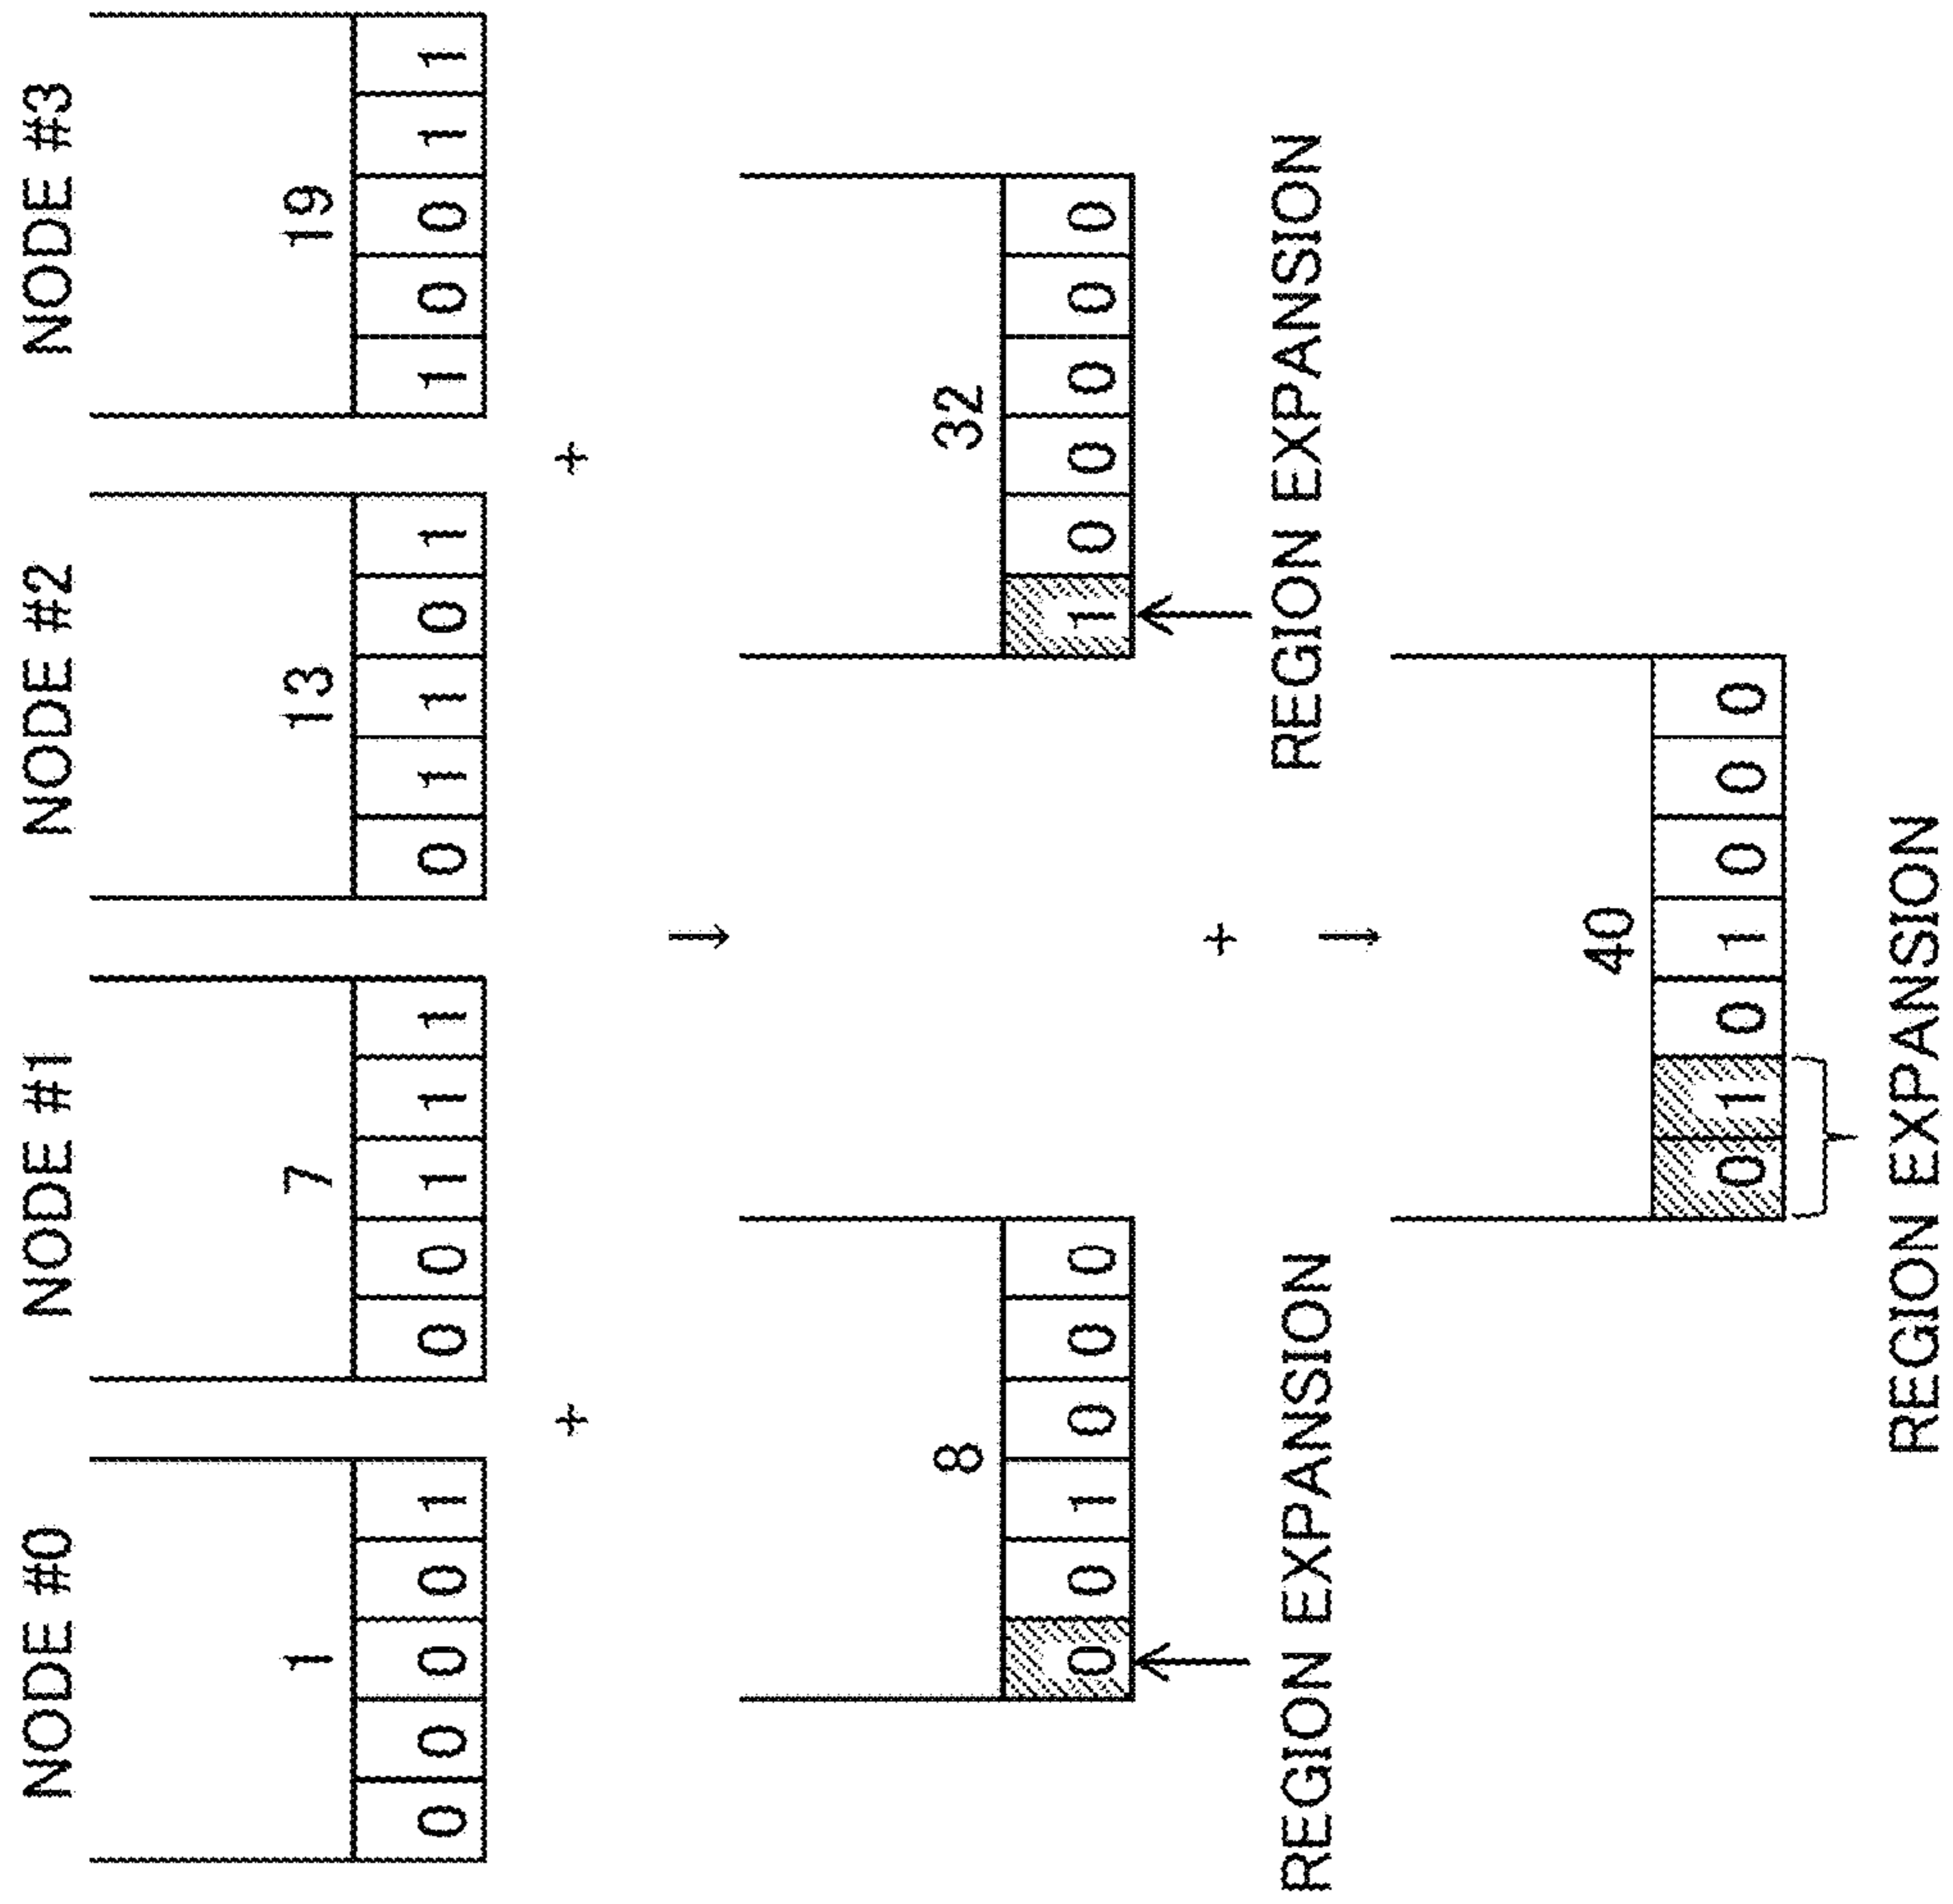 NODE #0 NODE #1 NODE #2 NODE #3
1 7 13 19
0 0 0 0 1 0 0 1 1 1 0 1 1 0 1 1 0 0 1 1
+ +
↓
8 32
0 0 1 0 0 0 1 0 0 0 0 0
REGION EXPANSION REGION EXPANSION
+
↓
40
0 1 0 1 0 0 0
REGION EXPANSION